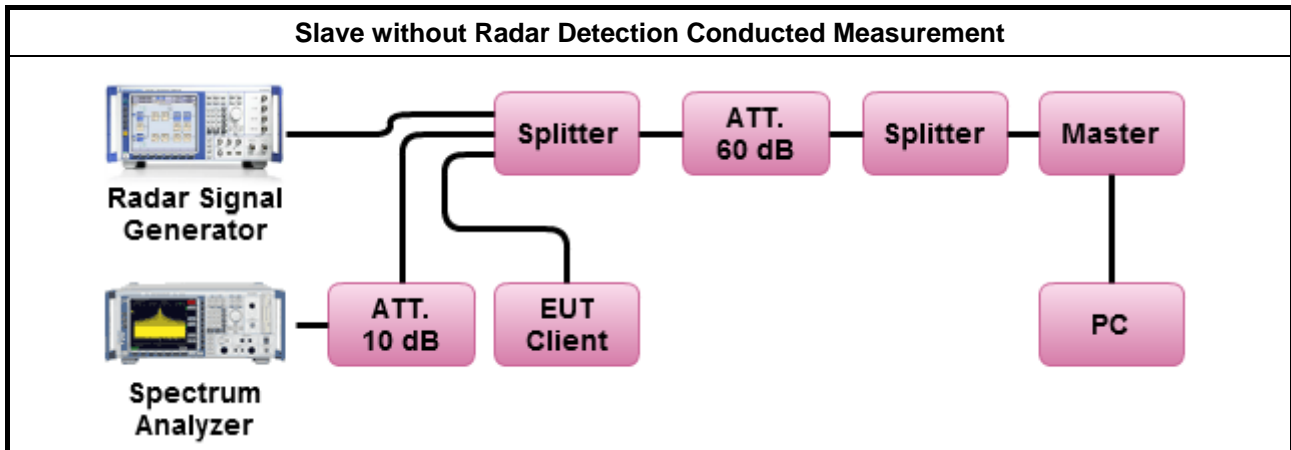 Slave without Radar Detection Conducted Measurement
Radar Signal
Generator
Splitter
ATT.
60 dB
Splitter
Master
Spectrum
Analyzer
ATT.
10 dB
EUT
Client
PC